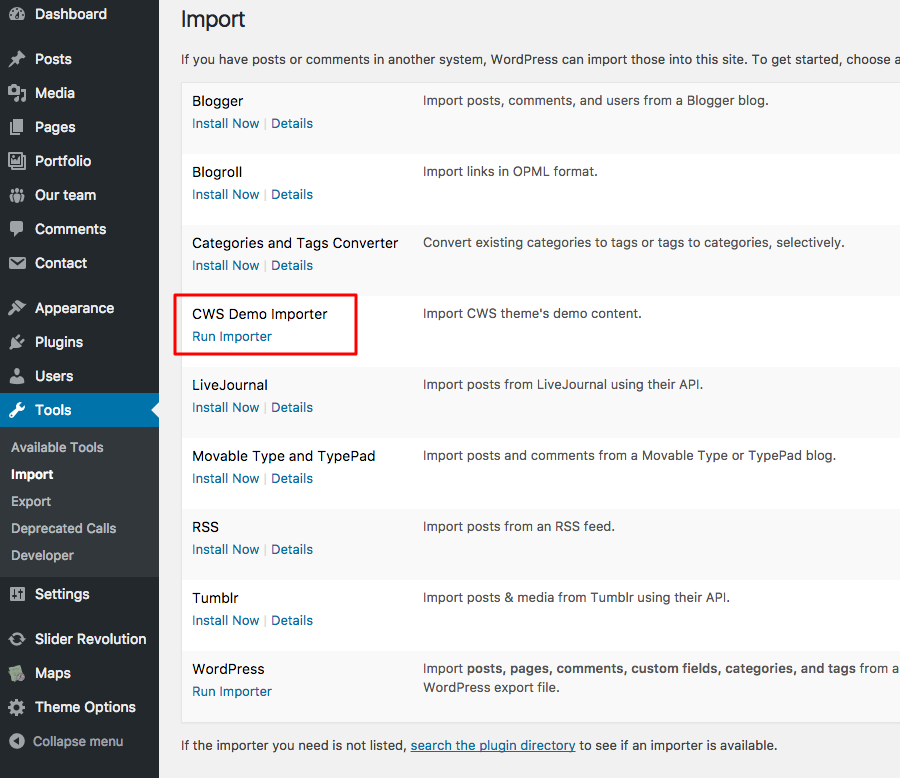 Dashboard
Posts
Media
Pages
Portfolio
Our team
Comments
Contact
Appearance
Plugins
Users
Tools
Available Tools
Import
Export
Deprecated Calls
Developer
Settings
Slider Revolution
Maps
Theme Options
Collapse menu
Import
If you have posts or comments in another system, WordPress can import those into this site. To get started, choose a
Blogger
Install Now | Details
Import posts, comments, and users from a Blogger blog.
Blogroll
Install Now | Details
Import links in OPML format.
Categories and Tags Converter
Install Now | Details
Convert existing categories to tags or tags to categories, selectively.
CWS Demo Importer
Run Importer
Import CWS theme's demo content.
LiveJournal
Install Now | Details
Import posts from LiveJournal using their API.
Movable Type and TypePad
Install Now | Details
Import posts and comments from a Movable Type or TypePad blog.
RSS
Install Now | Details
Import posts from an RSS feed.
Tumblr
Install Now | Details
Import posts & media from Tumblr using their API.
WordPress
Run Importer
Import posts, pages, comments, custom fields, categories, and tags from a
WordPress export file.
If the importer you need is not listed, search the plugin directory to see if an importer is available.